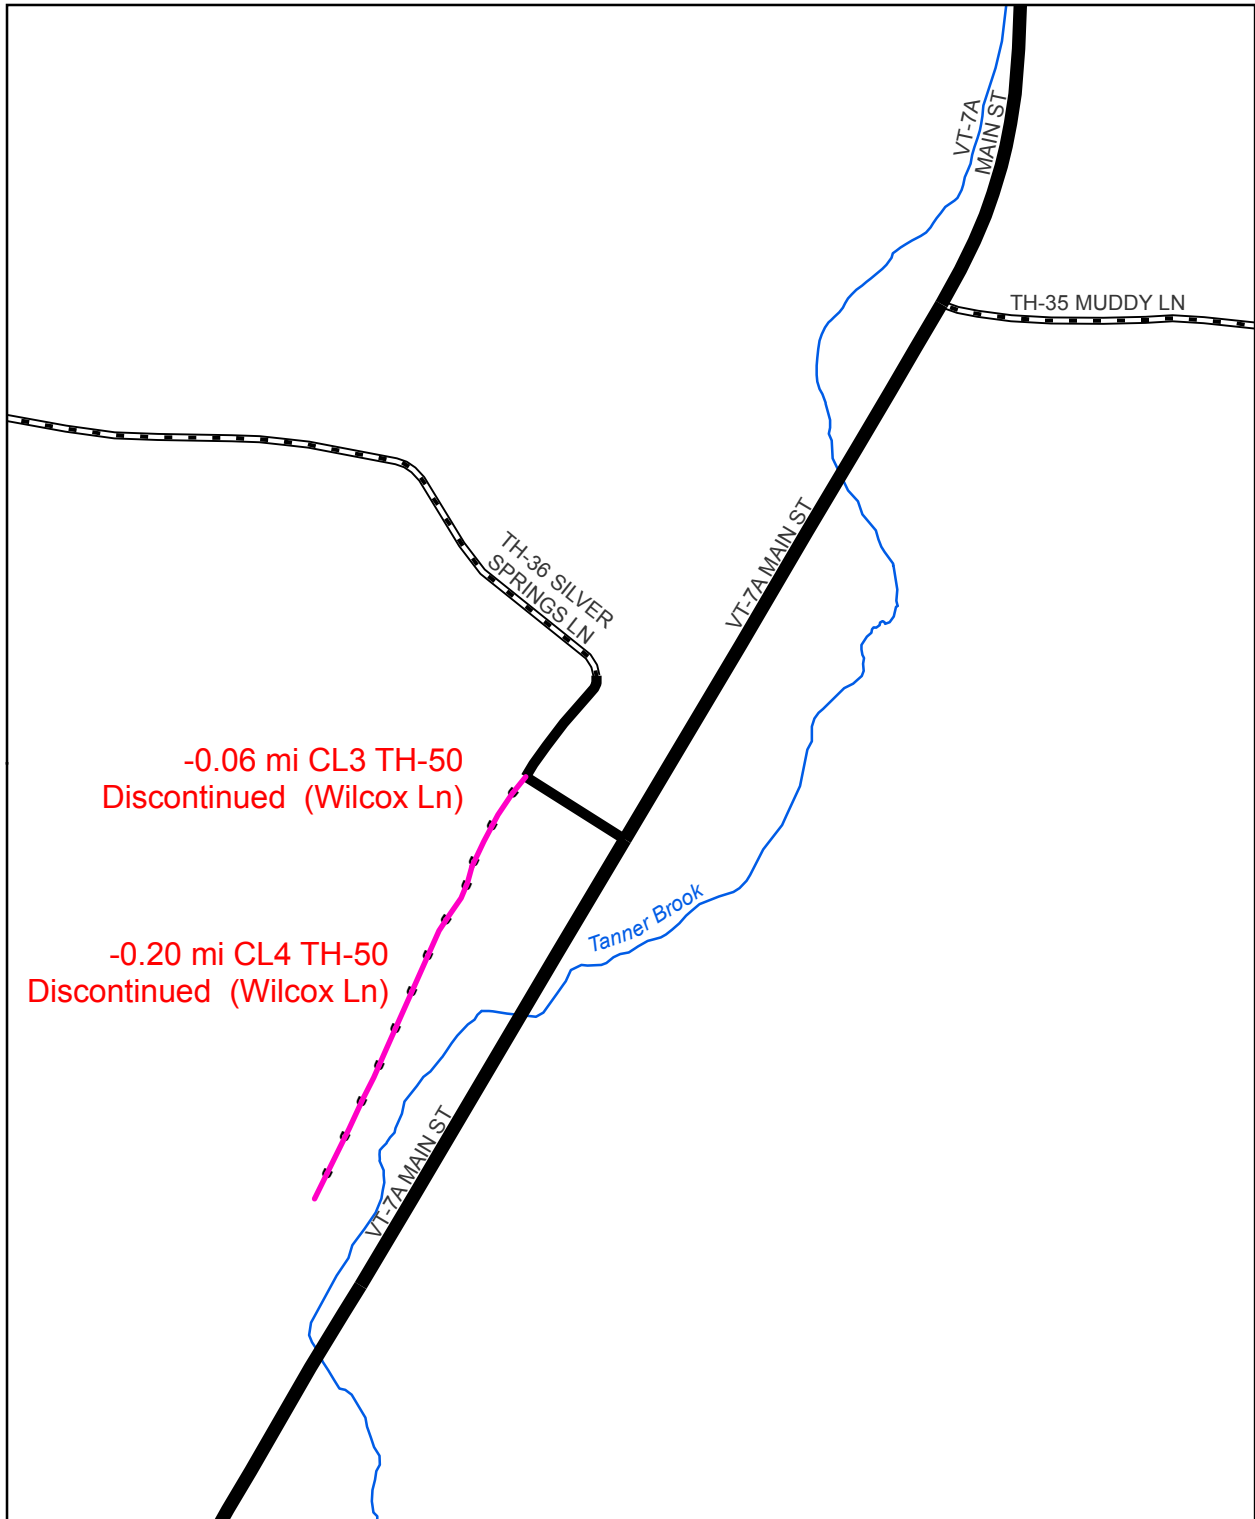 VT-7A
MAIN ST
TH-35 MUDDY LN
VT-7A MAIN ST
TH-36 SILVER
SPRINGS LN
-0.06 mi CL3 TH-50
Discontinued (Wilcox Ln)
Tanner Brook
-0.20 mi CL4 TH-50
Discontinued (Wilcox Ln)
VT-7A MAIN ST